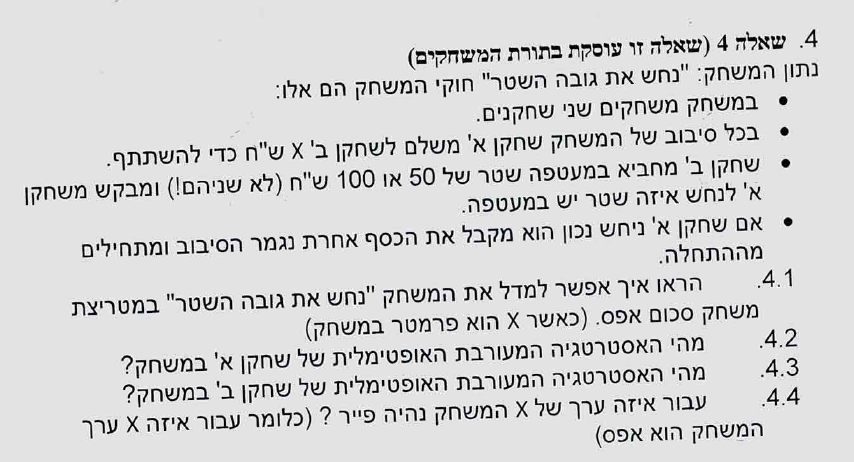 4. שאלה 4 (שאלה זו עוסקת בתורת המשחקים)
נתון המשחק: "נחש את גובה השטר" חוקי המשחק הם אלו:
• במשחק משחקים שני שחקנים.
• בכל סיבוב של המשחק שחקן א' משלם לשחקן ב' X ש"ח כדי להשתתף.
• שחקן ב' מחביא במעטפה שטר של 50 או 100 ש"ח (לא שניהם!) ומבקש משחקן
א' לנחש איזה שטר יש במעטפה.
• אם שחקן א' ניחש נכון הוא מקבל את הכסף אחרת נגמר הסיבוב ומתחילים
מההתחלה.
4.1. הראו איך אפשר למדל את המשחק "נחש את גובה השטר" במטריצת
משחק סכום אפס. (כאשר X הוא פרמטר במשחק)
4.2. מהי האסטרטגיה המעורבת האופטימלית של שחקן א' במשחק?
4.3. מהי האסטרטגיה המעורבת האופטימלית של שחקן ב' במשחק?
4.4. עבור איזה ערך של X המשחק נהיה פייר ? (כלומר עבור איזה X ערך
המשחק הוא אפס)